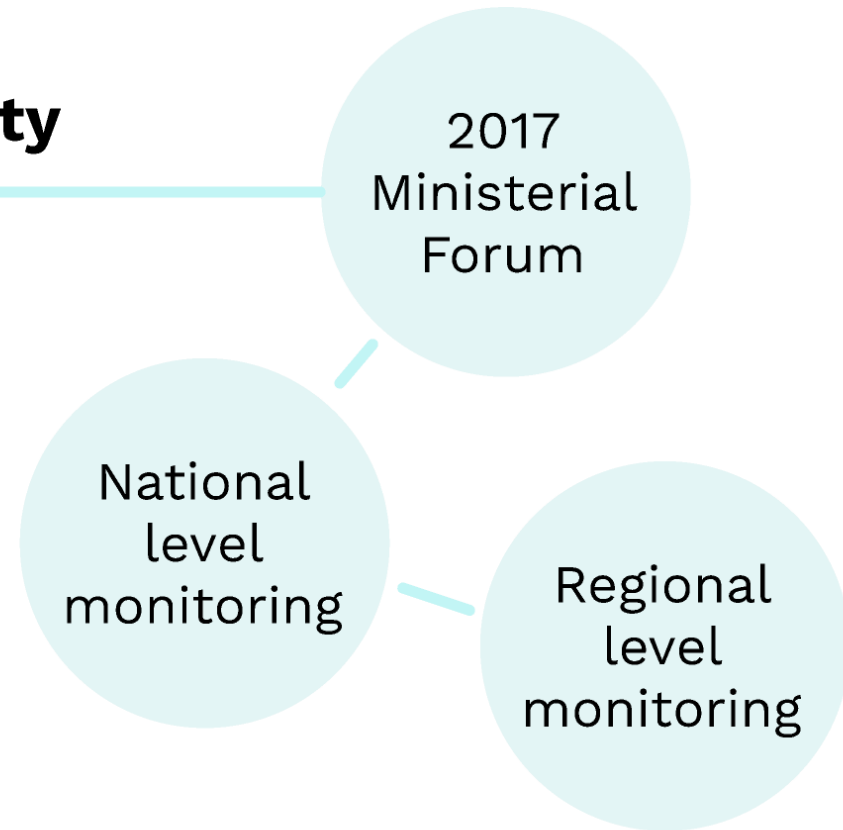 ty
2017
Ministerial
Forum
National
level
monitoring
Regional
level
monitoring